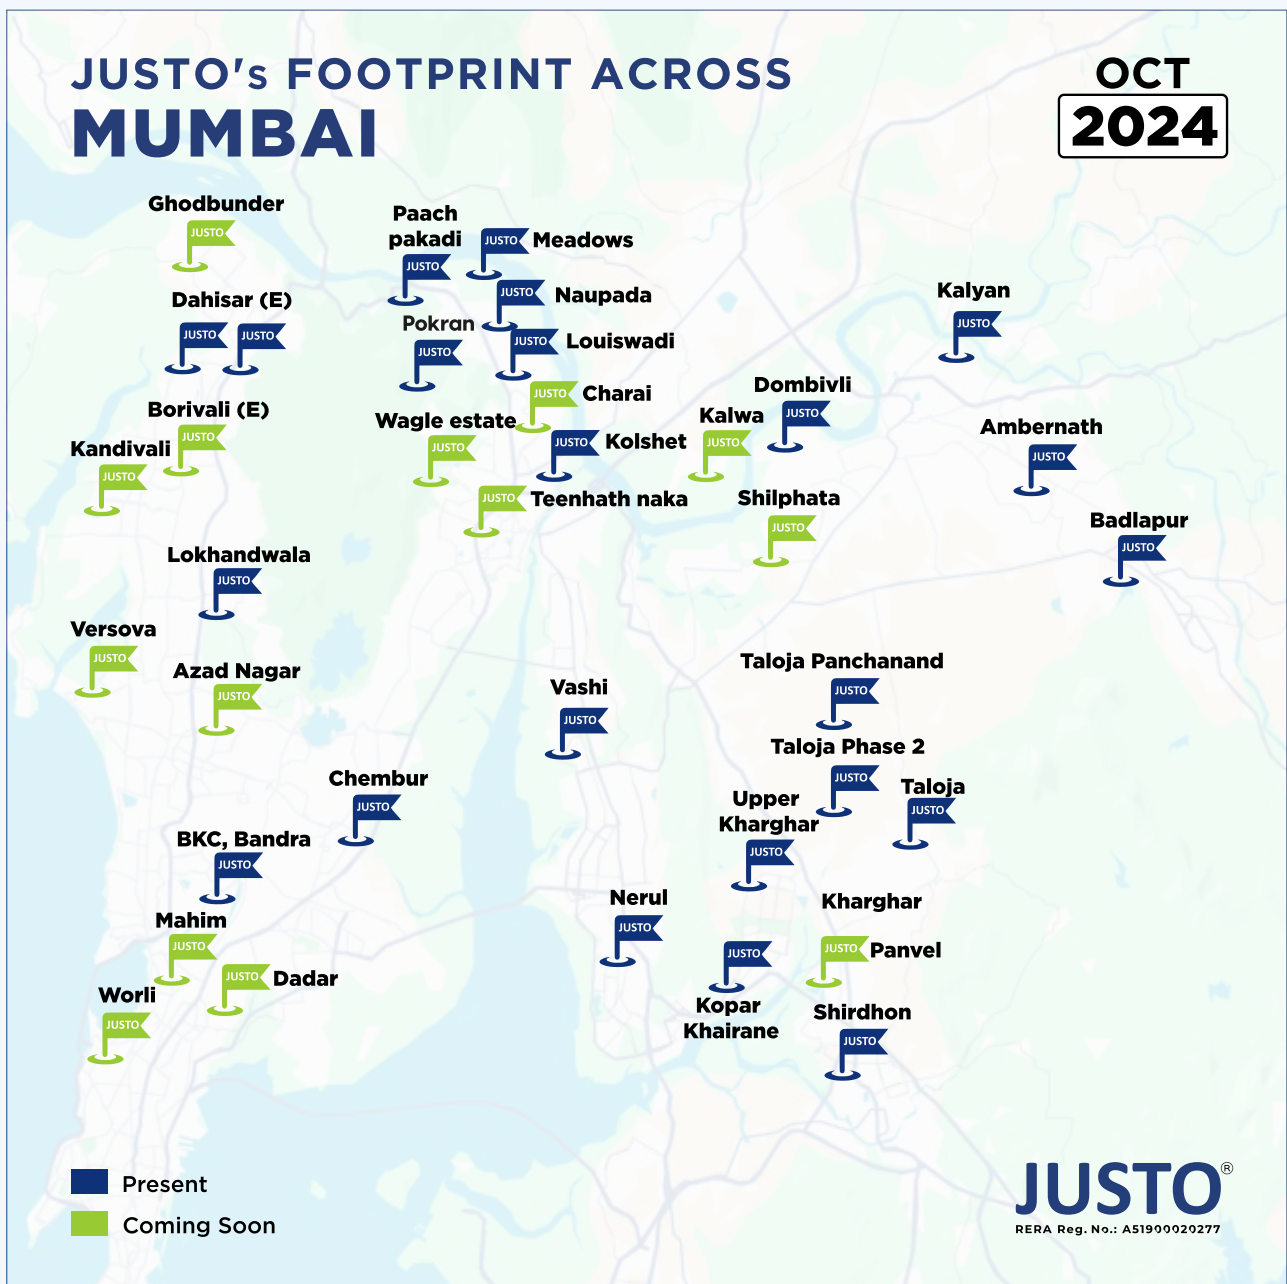 JUSTO's FOOTPRINT ACROSS
MUMBAI
OCT
2024
Ghodbunder
JUSTO
Paach
pakadi
JUSTO
JUSTO
Meadows
JUSTO
Naupada
Dahisar (E)
JUSTO
JUSTO
Pokran
JUSTO
JUSTO
Louiswadi
Kalyan
JUSTO
JUSTO
Charai
Dombivli
JUSTO
Borivali (E)
JUSTO
Kandivali
JUSTO
Wagle estate
JUSTO
JUSTO
Kolshet
Kalwa
JUSTO
Ambernath
JUSTO
JUSTO
Teenhath naka
Shilphata
JUSTO
Badlapur
JUSTO
Lokhandwala
JUSTO
Versova
JUSTO
Azad Nagar
JUSTO
Vashi
JUSTO
Taloja Panchanand
JUSTO
Taloja Phase 2
JUSTO
Taloja
JUSTO
Chembur
JUSTO
Upper
Kharghar
JUSTO
BKC, Bandra
JUSTO
Nerul
JUSTO
Kharghar
Mahim
JUSTO
JUSTO
Dadar
JUSTO
Kopar
Khairane
JUSTO
Panvel
Worli
JUSTO
Shirdhon
JUSTO
Present
Coming Soon
JUSTO®
RERA Reg. No.: A51900020277